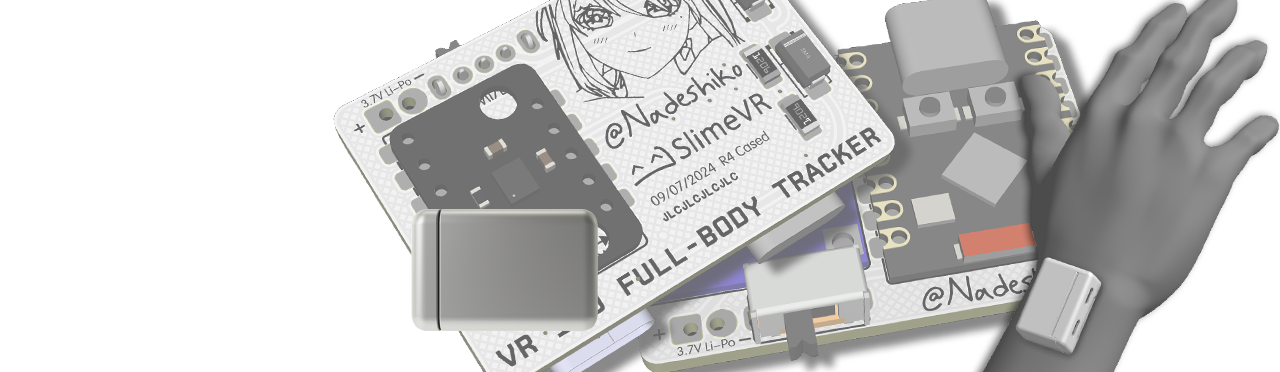 3.7V Li-Po −
+
@Nadeshiko
SlimeVR
09/07/2024 R4 Cased
JLCJLCJLCJLC
FULL-BODY TRACKER
VR
1206
+
3.7V Li-Po −